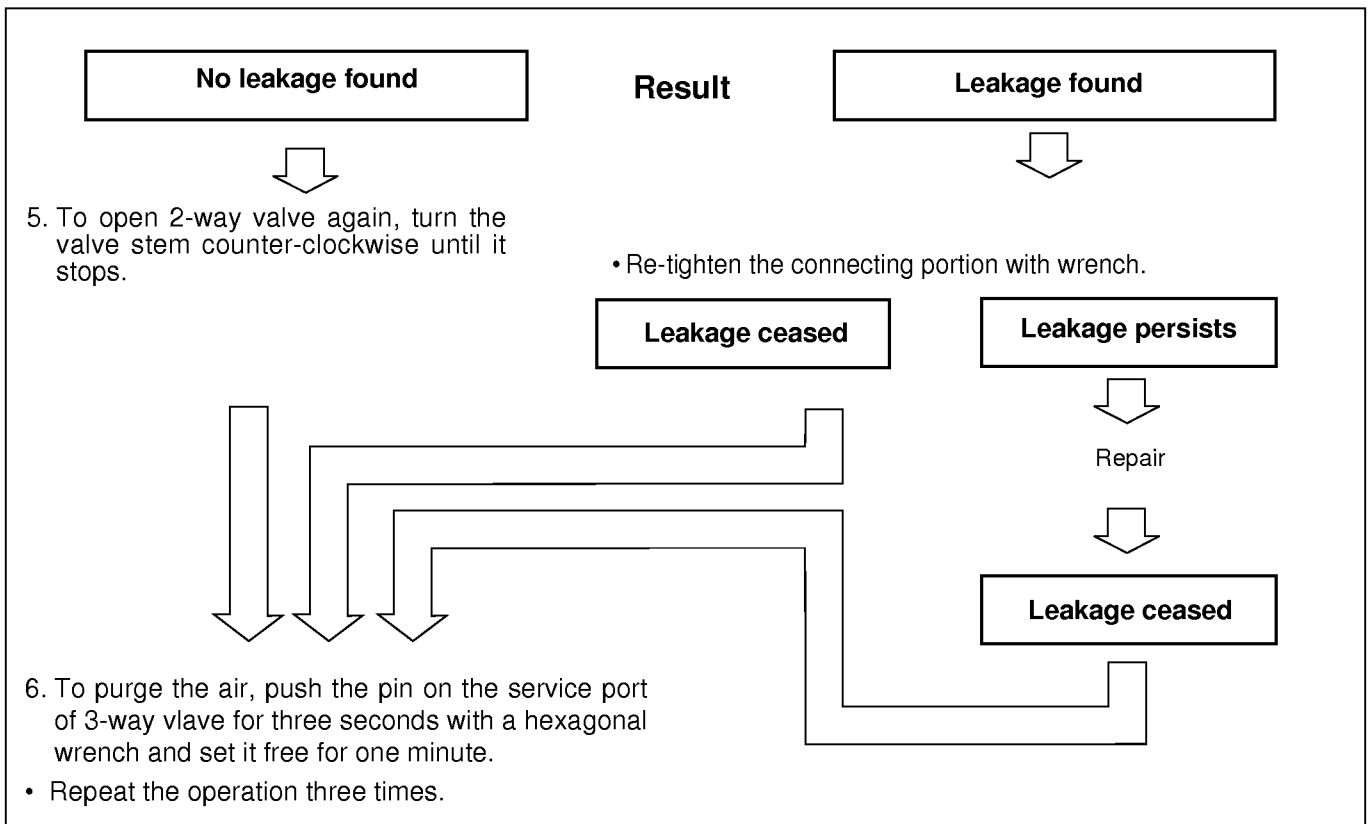 No leakage found
Result
Leakage found
5. To open 2-way valve again, turn the
valve stem counter-clockwise until it
stops.
• Re-tighten the connecting portion with wrench.
Leakage ceased
Leakage persists
Repair
Leakage ceased
6. To purge the air, push the pin on the service port
of 3-way vlave for three seconds with a hexagonal
wrench and set it free for one minute.
• Repeat the operation three times.